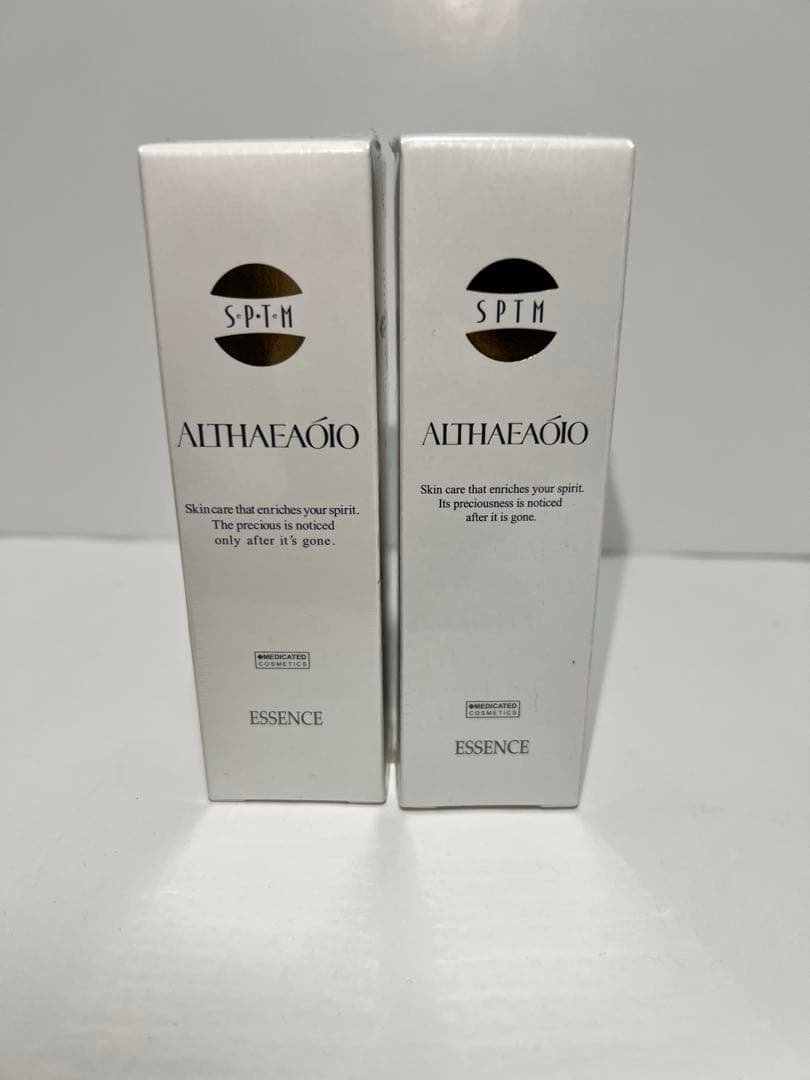 S•P•T•M
ALTHAEAÓIO
Skin care that enriches your spirit.
The precious is noticed
only after it's gone.
MEDICATED
COSMETICS
ESSENCE
SPTM
ALTHAEAÓIO
Skin care that enriches your spirit.
Its preciousness is noticed
after it is gone.
MEDICATED
COSMETICS
ESSENCE